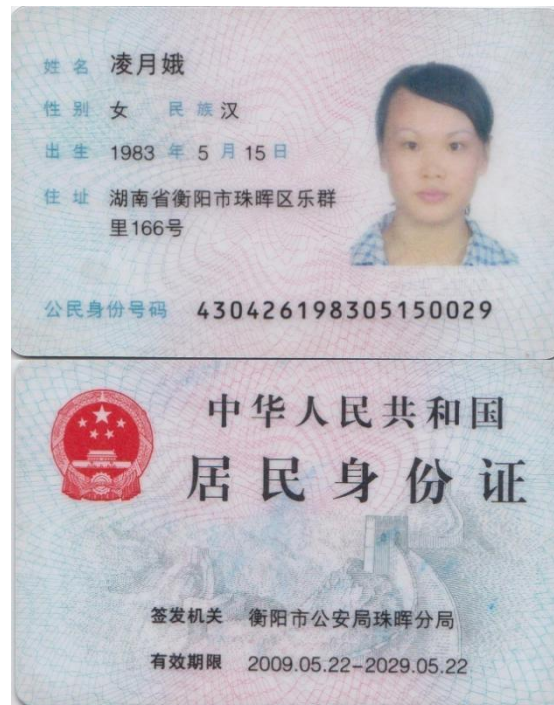 姓名 凌月娥
性别 女 民族 汉
出生 1983 年 5 月 15 日
住址 湖南省衡阳市珠晖区乐群
里166号
公民身份号码 430426198305150029
中华人民共和国
居民身份证
签发机关 衡阳市公安局珠晖分局
有效期限 2009.05.22-2029.05.22